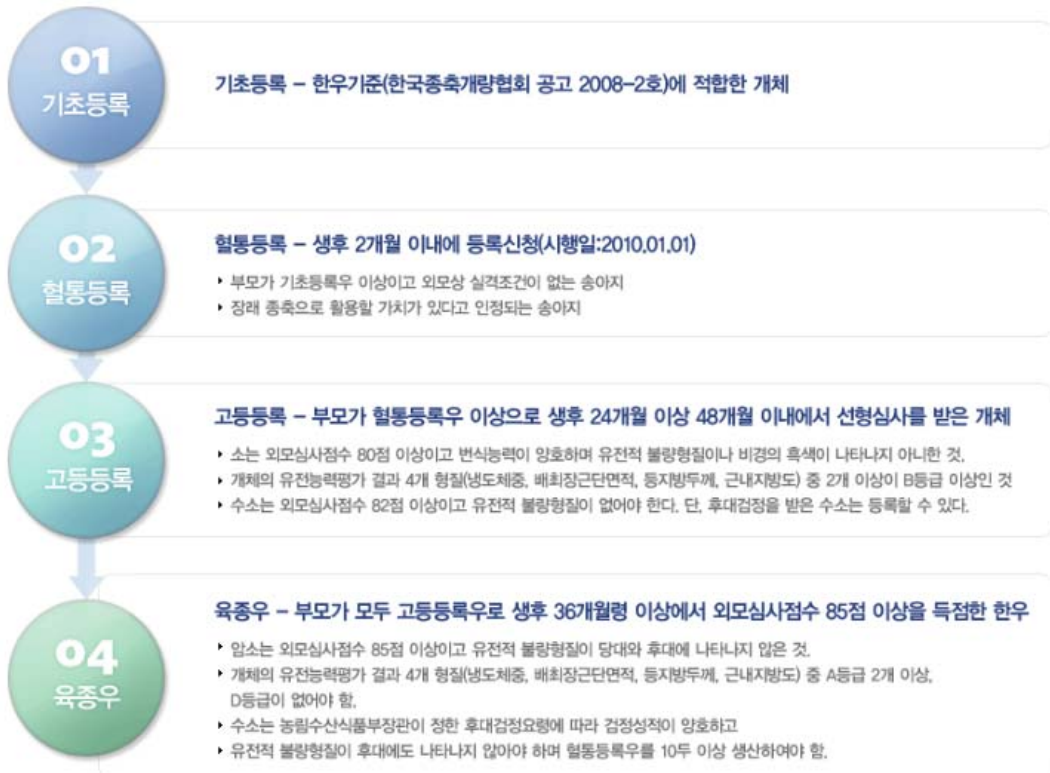 01
기초등록
기초등록 - 한우기준(한국종축개량협회 공고 2008-2호)에 적합한 개체
02
혈통등록
혈통등록 - 생후 2개월 이내에 등록신청(시행일:2010.01.01)
‣ 부모가 기초등록우 이상이고 외모상 실격조건이 없는 송아지
‣ 장래 종축으로 활용할 가치가 있다고 인정되는 송아지
03
고등등록
고등등록 - 부모가 혈통등록우 이상으로 생후 24개월 이상 48개월 이내에서 선형심사를 받은 개체
‣ 소는 외모심사점수 80점 이상이고 번식능력이 양호하며 유전적 불량형질이나 비경의 흑색이 나타나지 아니한 것.
‣ 개체의 유전능력평가 결과 4개 형질(냉도체중, 배최장근단면적, 등지방두께, 근내지방도) 중 2개 이상이 B등급 이상인 것
‣ 수소는 외모심사점수 82점 이상이고 유전적 불량형질이 없어야 한다. 단, 후대검정을 받은 수소는 등록할 수 있다.
04
육종우
육종우 - 부모가 모두 고등등록우로 생후 36개월령 이상에서 외모심사점수 85점 이상을 득점한 한우
‣ 암소는 외모심사점수 85점 이상이고 유전적 불량형질이 당대와 후대에 나타나지 않은 것.
‣ 개체의 유전능력평가 결과 4개 형질(냉도체중, 배최장근단면적, 등지방두께, 근내지방도) 중 A등급 2개 이상,
D등급이 없어야 함.
‣ 수소는 농림수산식품부장관이 정한 후대검정요령에 따라 검정성적이 양호하고
‣ 유전적 불량형질이 후대에도 나타나지 않아야 하며 혈통등록우를 10두 이상 생산하여야 함.